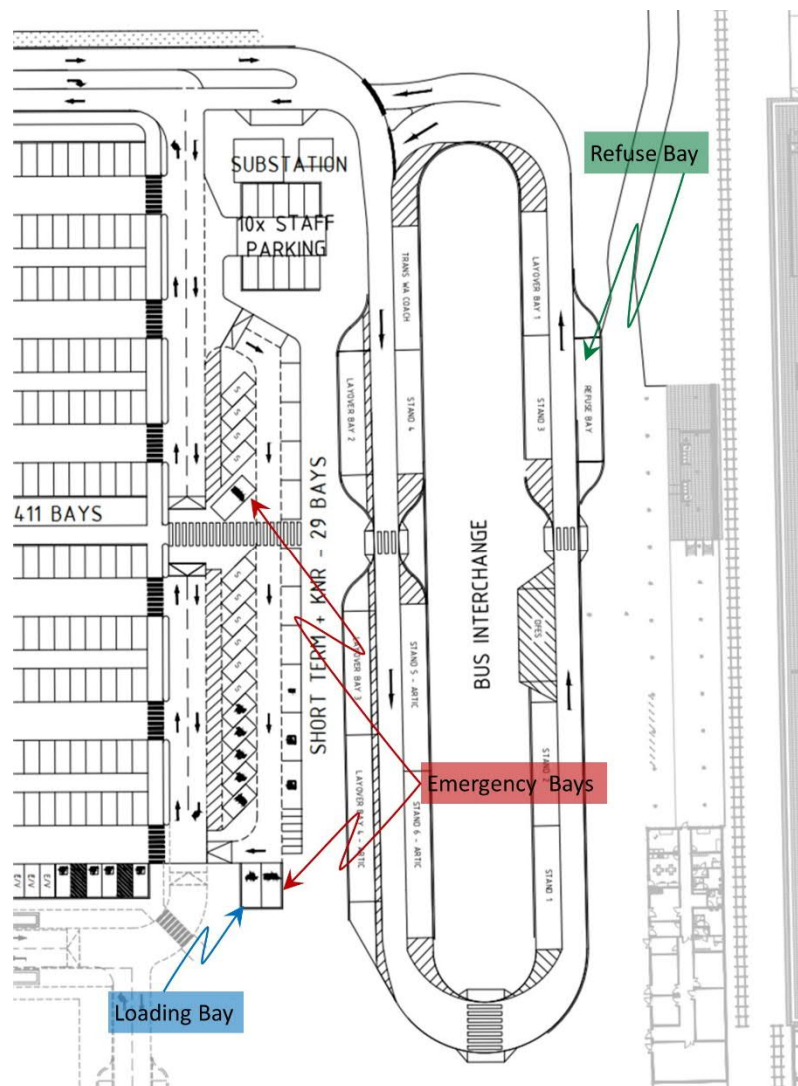 Refuse Bay
SUBSTATION
10x STAFF
PARKING
TRANS WA COACH
LAYOVER BAY 1
LAYOVER BAY 2
STAND 4
STAND 3
REFUSE BAY
411 BAYS
SHORT TERM + KNR - 29 BAYS
BUS INTERCHANGE
DFES
LAYOVER BAY 3
STAND 5 - ARTIC
STAND 2
Emergency Bays
LAYOVER BAY 4 - ARTIC
STAND 6 - ARTIC
STAND 1
E/V
E/V
E/V
Loading Bay